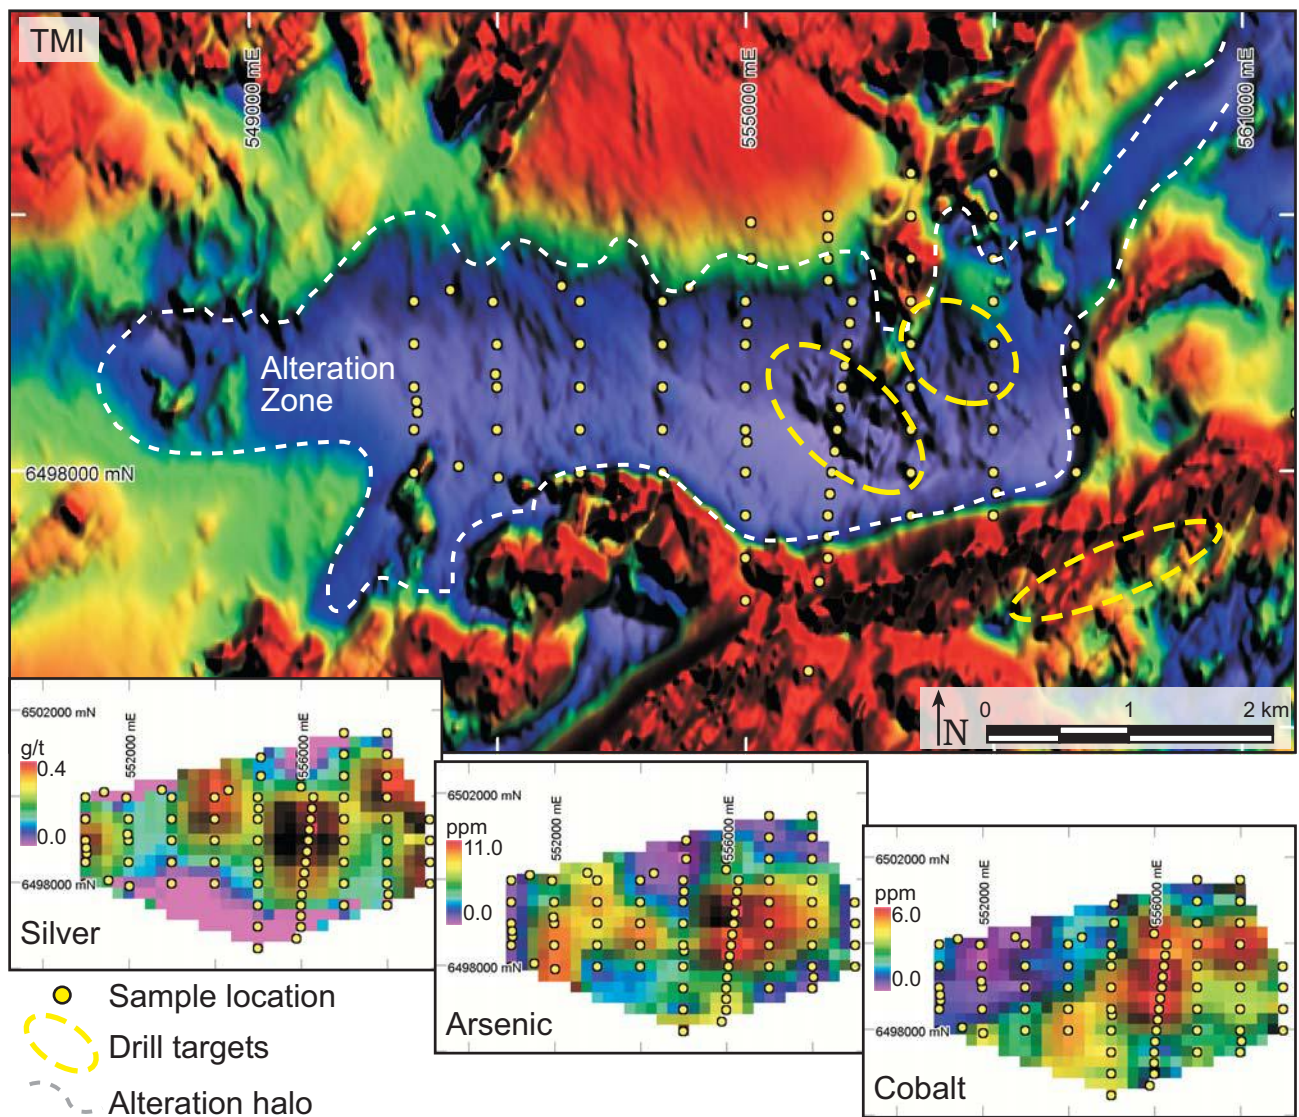 TMI
549000 mE
555000 mE
561000 mE
Alteration
Zone
6498000 mN
N
0
1
2 km
6502000 mN
g/t
0.4
0.0
552000 mE
556000 mE
6498000 mN
Silver
6502000 mN
ppm
11.0
0.0
552000 mE
556000 mE
6498000 mN
Arsenic
6502000 mN
ppm
6.0
0.0
552000 mE
556000 mE
6498000 mN
Cobalt
Sample location
Drill targets
Alteration halo